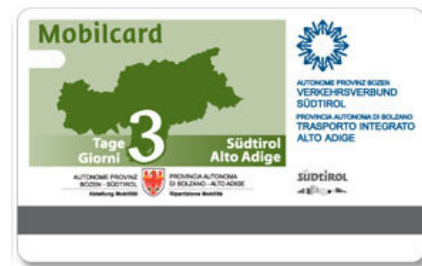 Mobilcard
Tage
Giorni
3
Südtirol
Alto Adige
AUTONOME PROVINZ
BOZEN - SÜDTIROL
Abteilung Mobilität
PROVINCIA AUTONOMA
DI BOLZANO - ALTO ADIGE
Ripartizione Mobilità
AUTONOME PROVINZ BOZEN
VERKEHRSVERBUND
SÜDTIROL
PROVINCIA AUTONOMA DI BOLZANO
TRASPORTO INTEGRATO
ALTO ADIGE
SÜDTIROL